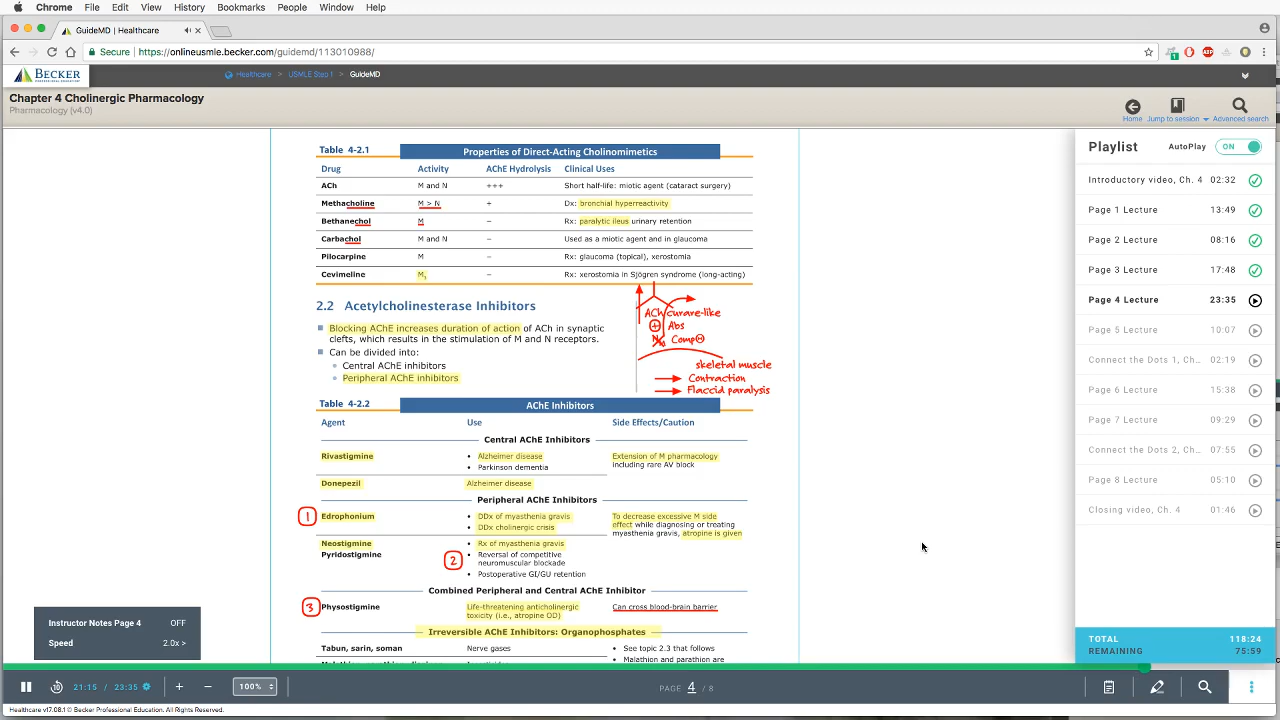 Chrome File Edit View History Bookmarks People Window Help
GuideMD | Healthcare
Secure https://onlineusmle.becker.com/guidemd/113010988/
BECKER
PROFESSIONAL EDUCATION
Healthcare > USMLE Step 1 > GuideMD
Chapter 4 Cholinergic Pharmacology
Pharmacology (v4.0)
Home Jump to session Advanced search
Table 4-2.1 Properties of Direct-Acting Cholinomimetics
Drug Activity AChE Hydrolysis Clinical Uses
ACh M and N +++ Short half-life: miotic agent (cataract surgery)
Methacholine M > N + Dx: bronchial hyperreactivity
Bethanechol M – Rx: paralytic ileus urinary retention
Carbachol M and N – Used as a miotic agent and in glaucoma
Pilocarpine M – Rx: glaucoma (topical), xerostomia
Cevimeline M₁ – Rx: xerostomia in Sjögren syndrome (long-acting)
2.2 Acetylcholinesterase Inhibitors
Blocking AChE increases duration of action of ACh in synaptic
clefts, which results in the stimulation of M and N receptors.
Can be divided into:
Central AChE inhibitors
Peripheral AChE inhibitors
ACh curare-like
+ Abs
Comp⊖
skeletal muscle
Contraction
Flaccid paralysis
Table 4-2.2 AChE Inhibitors
Agent Use Side Effects/Caution
Central AChE Inhibitors
Rivastigmine • Alzheimer disease Extension of M pharmacology
• Parkinson dementia including rare AV block
Donepezil Alzheimer disease
Peripheral AChE Inhibitors
1 Edrophonium • DDx of myasthenia gravis To decrease excessive M side
• DDx cholinergic crisis effect while diagnosing or treating
myasthenia gravis, atropine is given
Neostigmine • Rx of myasthenia gravis
Pyridostigmine 2 • Reversal of competitive
neuromuscular blockade
• Postoperative GI/GU retention
Combined Peripheral and Central AChE Inhibitor
3 Physostigmine Life-threatening anticholinergic Can cross blood-brain barrier
toxicity (i.e., atropine OD)
Irreversible AChE Inhibitors: Organophosphates
Tabun, sarin, soman Nerve gases • See topic 2.3 that follows
• Malathion and parathion are
Playlist AutoPlay ON
Introductory video, Ch. 4 02:32
Page 1 Lecture 13:49
Page 2 Lecture 08:16
Page 3 Lecture 17:48
Page 4 Lecture 23:35
Page 5 Lecture 10:07
Connect the Dots 1, Ch... 02:19
Page 6 Lecture 15:38
Page 7 Lecture 09:29
Connect the Dots 2, Ch... 07:55
Page 8 Lecture 05:10
Closing video, Ch. 4 01:46
TOTAL 118:24
REMAINING 75:59
Instructor Notes Page 4 OFF
Speed 2.0x >
10 21:15 / 23:35 + − 100% PAGE 4 / 8
Healthcare v17.08.1 © Becker Professional Education. All Rights Reserved.